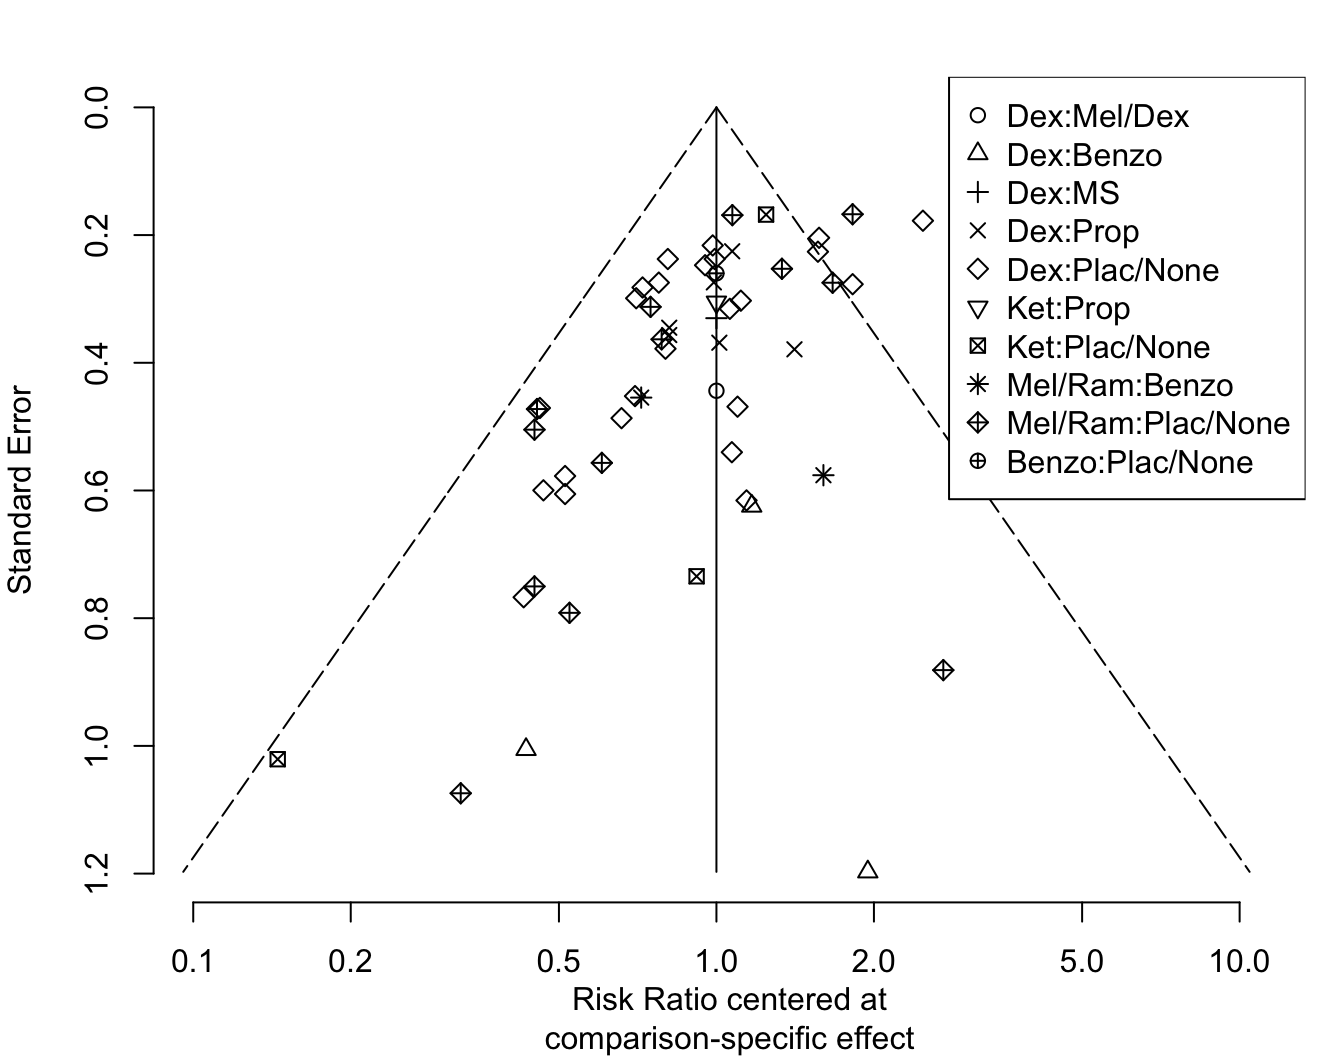 Standard Error
0.0
0.2
0.4
0.6
0.8
1.0
1.2
Dex:Mel/Dex
Dex:Benzo
Dex:MS
Dex:Prop
Dex:Plac/None
Ket:Prop
Ket:Plac/None
Mel/Ram:Benzo
Mel/Ram:Plac/None
Benzo:Plac/None
0.1 0.2 0.5 1.0 2.0 5.0 10.0
Risk Ratio centered at
comparison-specific effect